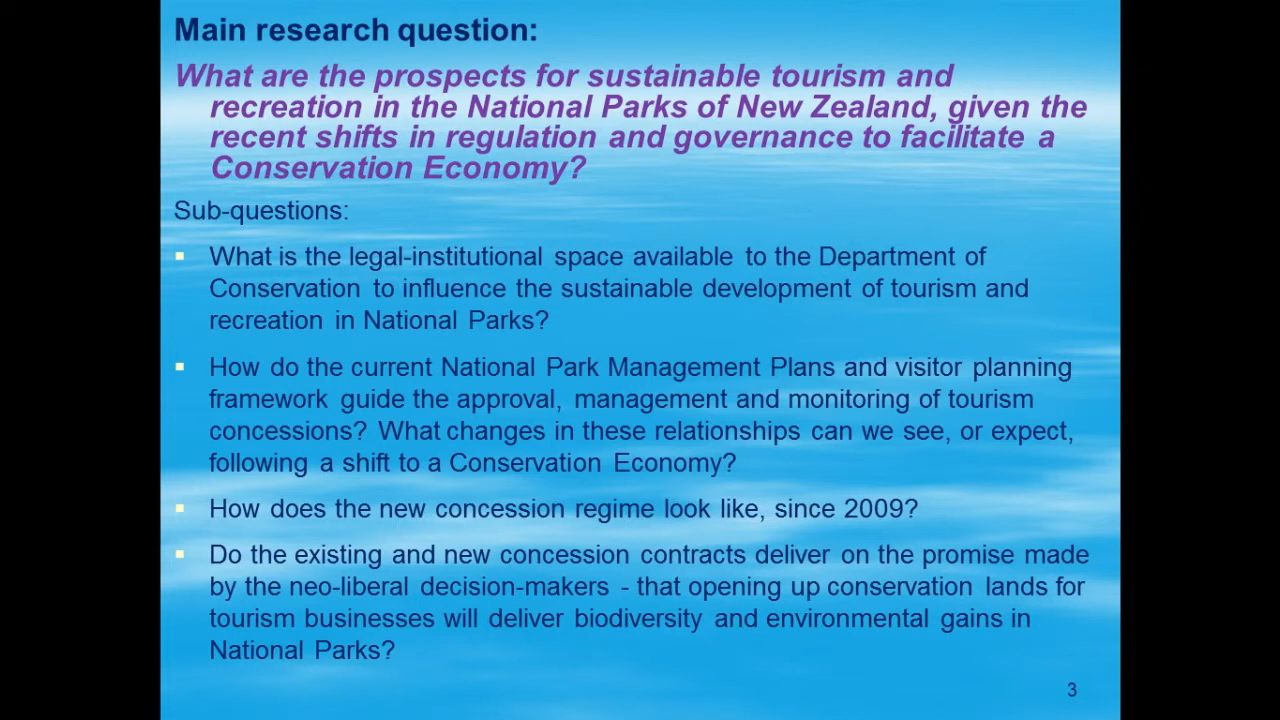 Main research question:
What are the prospects for sustainable tourism and
recreation in the National Parks of New Zealand, given the
recent shifts in regulation and governance to facilitate a
Conservation Economy?
Sub-questions:
▪ What is the legal-institutional space available to the Department of
Conservation to influence the sustainable development of tourism and
recreation in National Parks?
▪ How do the current National Park Management Plans and visitor planning
framework guide the approval, management and monitoring of tourism
concessions? What changes in these relationships can we see, or expect,
following a shift to a Conservation Economy?
▪ How does the new concession regime look like, since 2009?
▪ Do the existing and new concession contracts deliver on the promise made
by the neo-liberal decision-makers - that opening up conservation lands for
tourism businesses will deliver biodiversity and environmental gains in
National Parks?
3